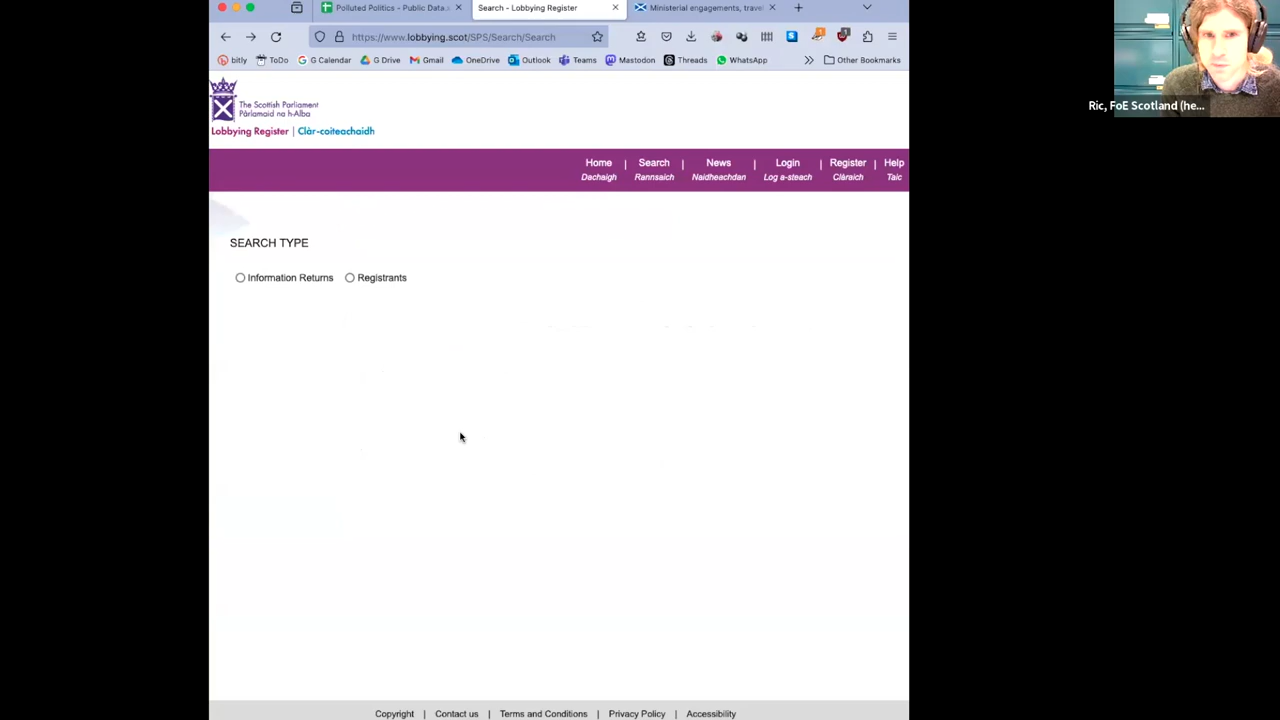 Polluted Politics - Public Data.x
Search - Lobbying Register
Ministerial engagements, trave
https://www.lobbying.scot/SPS/Search/Search
bitly
ToDo
G Calendar
G Drive
Gmail
OneDrive
Outlook
Teams
Mastodon
Threads
WhatsApp
Other Bookmarks
The Scottish Parliament
Pàrlamaid na h-Alba
Lobbying Register | Clàr-coiteachaidh
Home | Search | News | Login | Register | Help
Dachaigh Rannsaich Naidheachdan Log a-steach Clàraich Taic
SEARCH TYPE
Information Returns Registrants
Copyright | Contact us | Terms and Conditions | Privacy Policy | Accessibility
Ric, FoE Scotland (he...